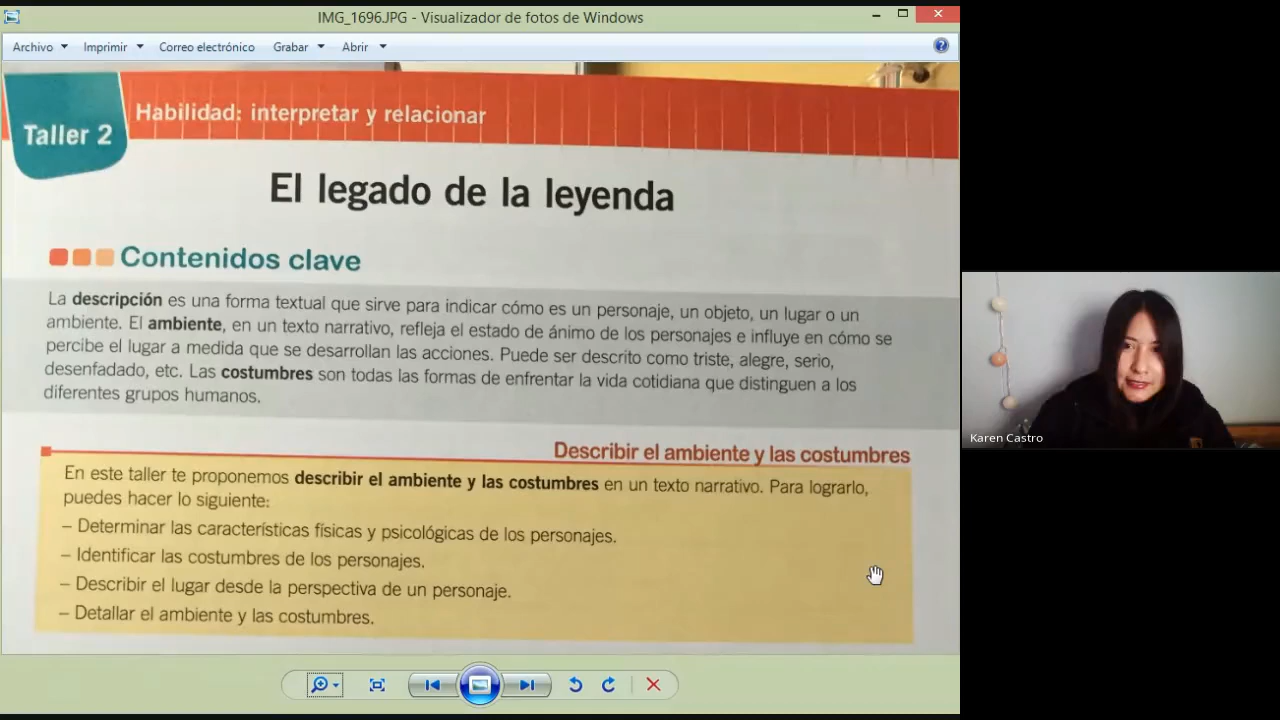 IMG_1696.JPG - Visualizador de fotos de Windows
Archivo Imprimir Correo electrónico Grabar Abrir
Taller 2
Habilidad: interpretar y relacionar
El legado de la leyenda
Contenidos clave
La descripción es una forma textual que sirve para indicar cómo es un personaje, un objeto, un lugar o un
ambiente. El ambiente, en un texto narrativo, refleja el estado de ánimo de los personajes e influye en cómo se
percibe el lugar a medida que se desarrollan las acciones. Puede ser descrito como triste, alegre, serio,
desenfadado, etc. Las costumbres son todas las formas de enfrentar la vida cotidiana que distinguen a los
diferentes grupos humanos.
Describir el ambiente y las costumbres
En este taller te proponemos describir el ambiente y las costumbres en un texto narrativo. Para lograrlo,
puedes hacer lo siguiente:
– Determinar las características físicas y psicológicas de los personajes.
– Identificar las costumbres de los personajes.
– Describir el lugar desde la perspectiva de un personaje.
– Detallar el ambiente y las costumbres.
Karen Castro